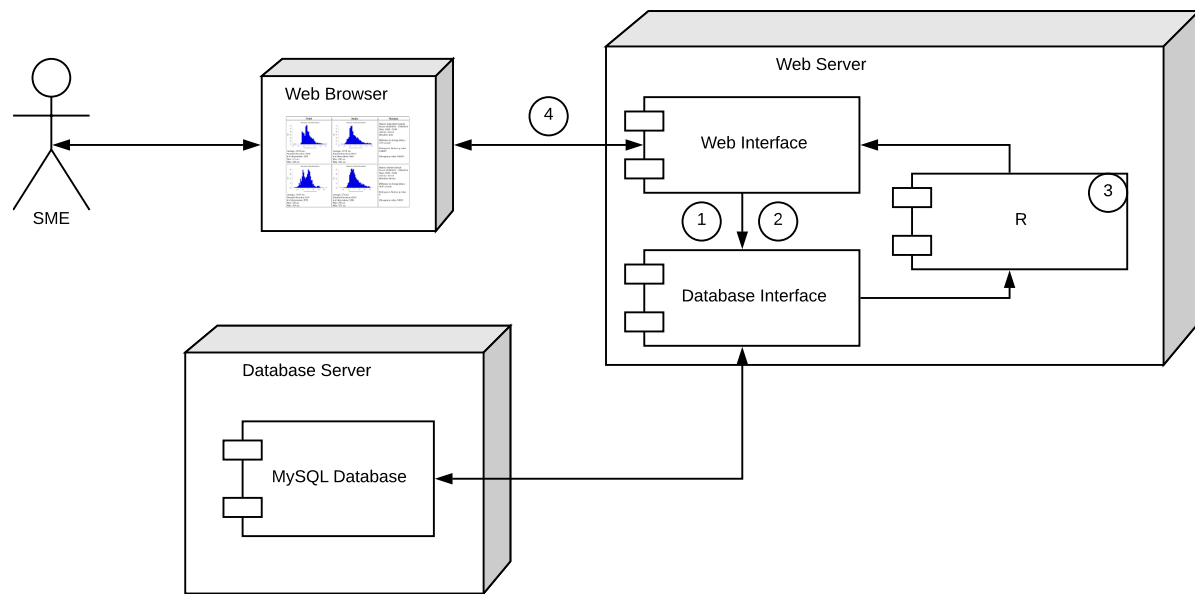 Web Server
Web Browser
4
Web Interface
3
SME
1
2
R
Database Interface
Database Server
MySQL Database